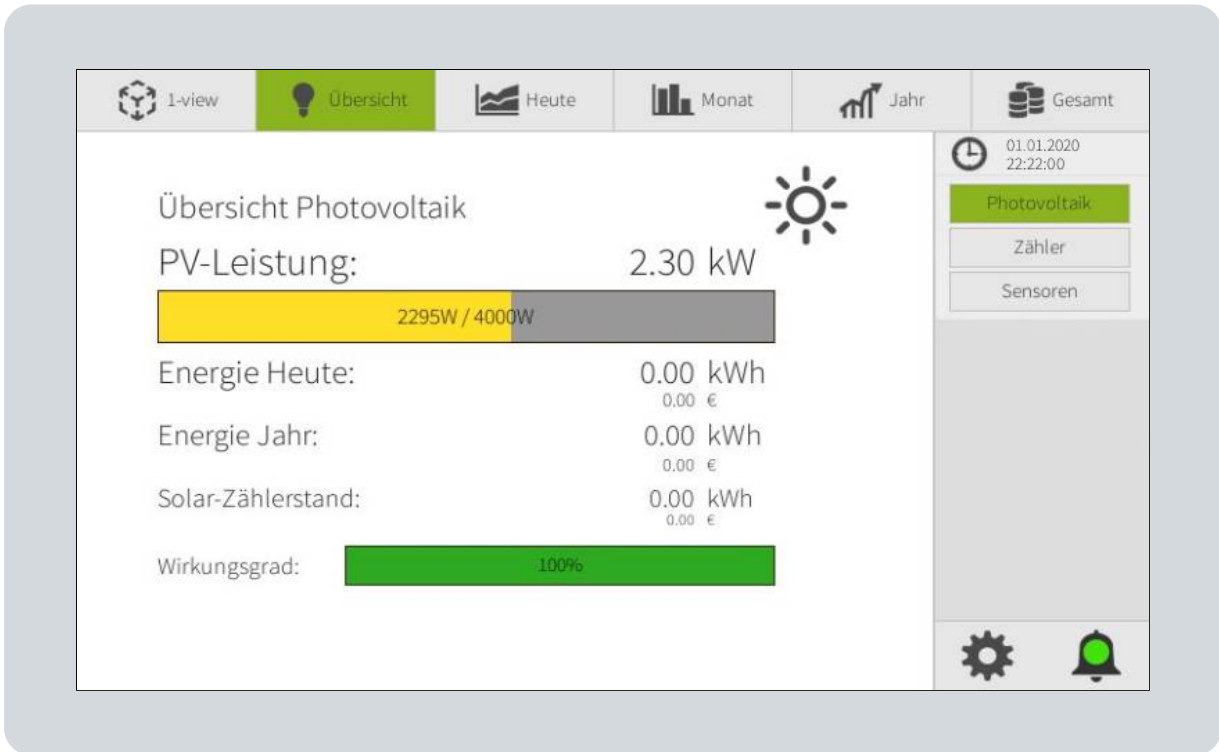 1-view
Übersicht
Heute
Monat
Jahr
Gesamt
01.01.2020
22:22:00
Photovoltaik
Zähler
Sensoren
Übersicht Photovoltaik
PV-Leistung: 2.30 kW
2295W / 4000W
Energie Heute: 0.00 kWh
0.00 €
Energie Jahr: 0.00 kWh
0.00 €
Solar-Zählerstand: 0.00 kWh
0.00 €
Wirkungsgrad: 100%